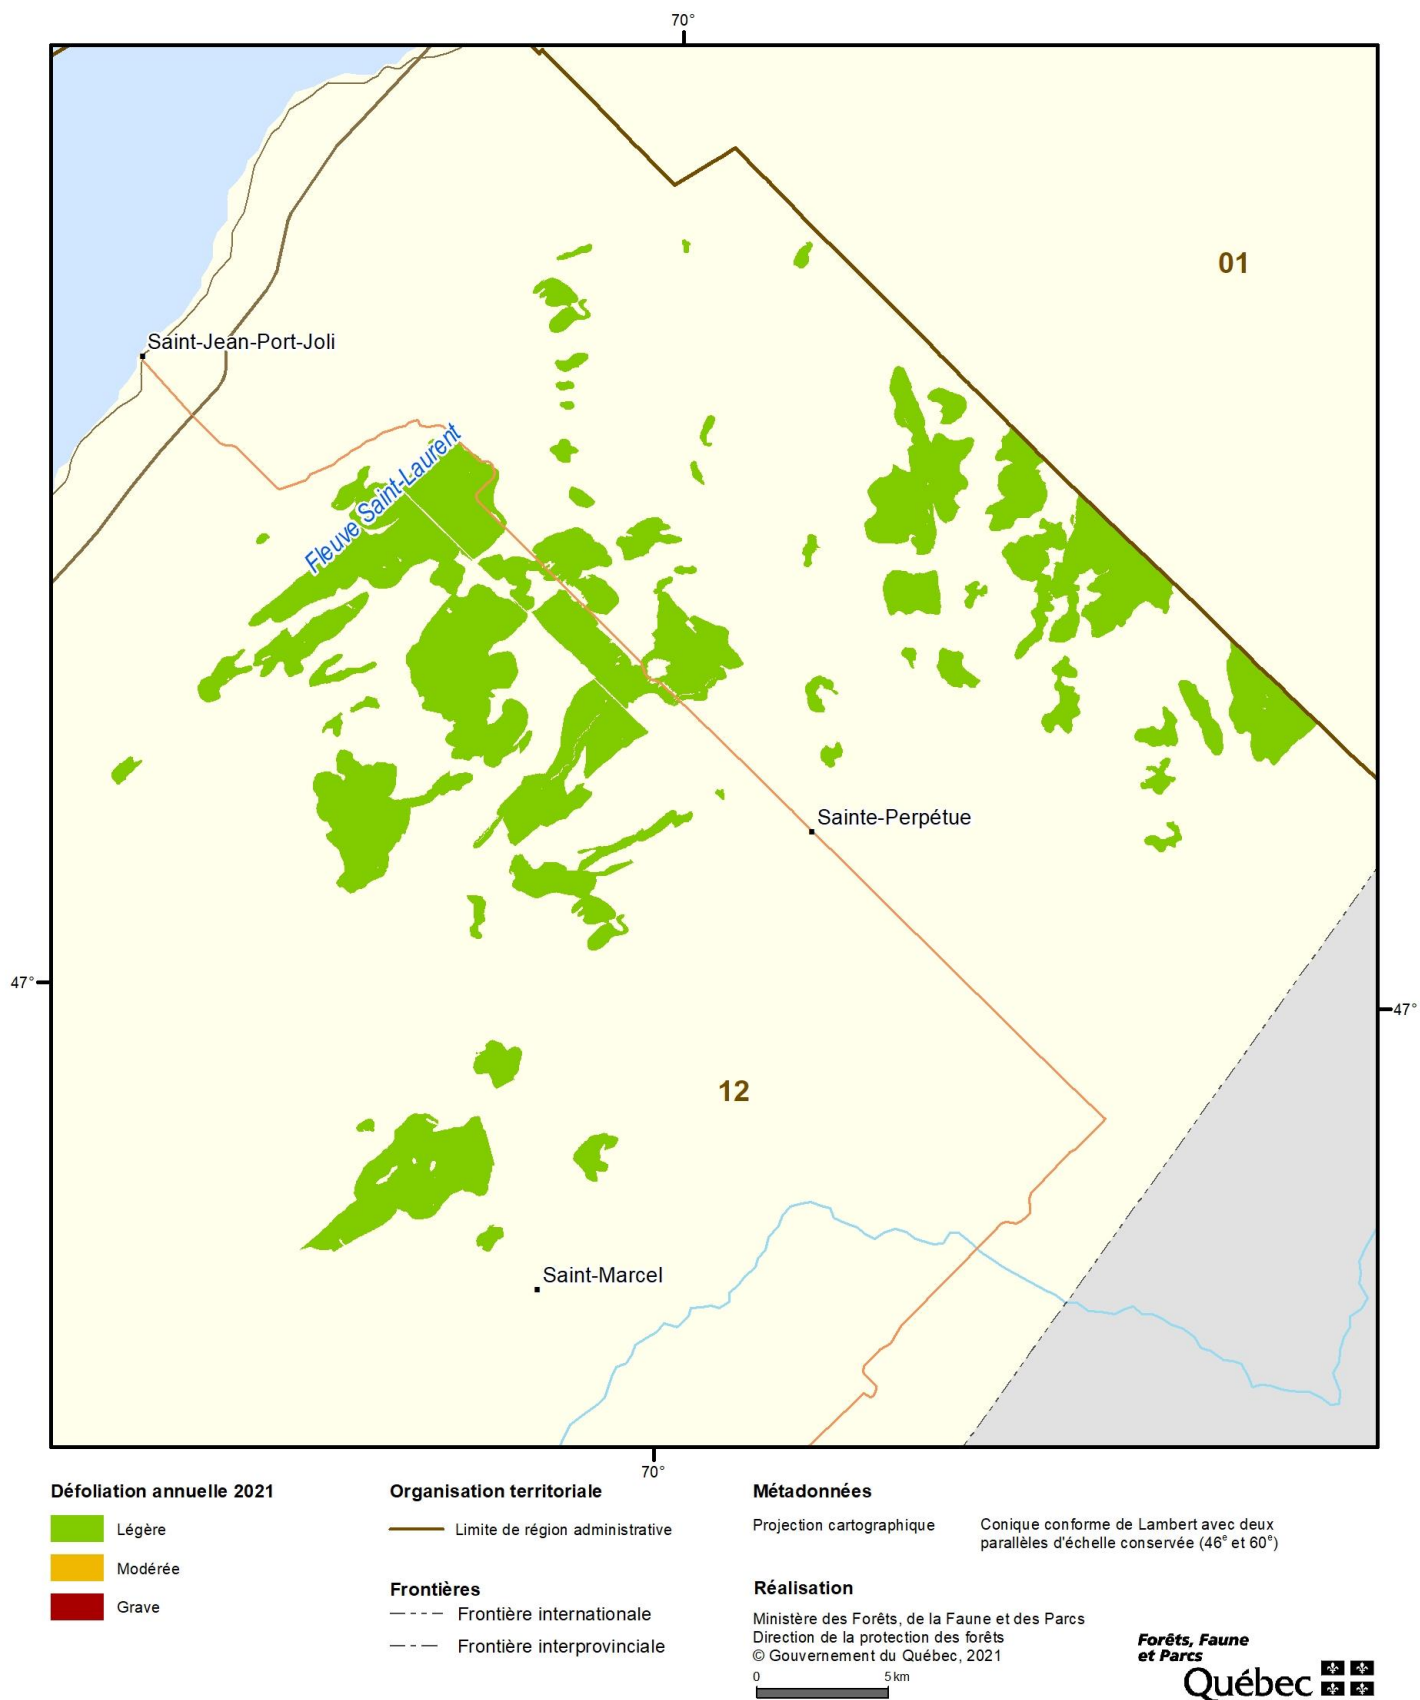 70°
01
Saint-Jean-Port-Joli
Fleuve Saint-Laurent
Sainte-Perpétue
47°
47°
12
Saint-Marcel
70°
Défoliation annuelle 2021
Légère
Modérée
Grave
Organisation territoriale
Limite de région administrative
Frontières
Frontière internationale
Frontière interprovinciale
Métadonnées
Projection cartographique
Conique conforme de Lambert avec deux
parallèles d'échelle conservée (46e et 60e)
Réalisation
Ministère des Forêts, de la Faune et des Parcs
Direction de la protection des forêts
© Gouvernement du Québec, 2021
0 5 km
Forêts, Faune
et Parcs
Québec